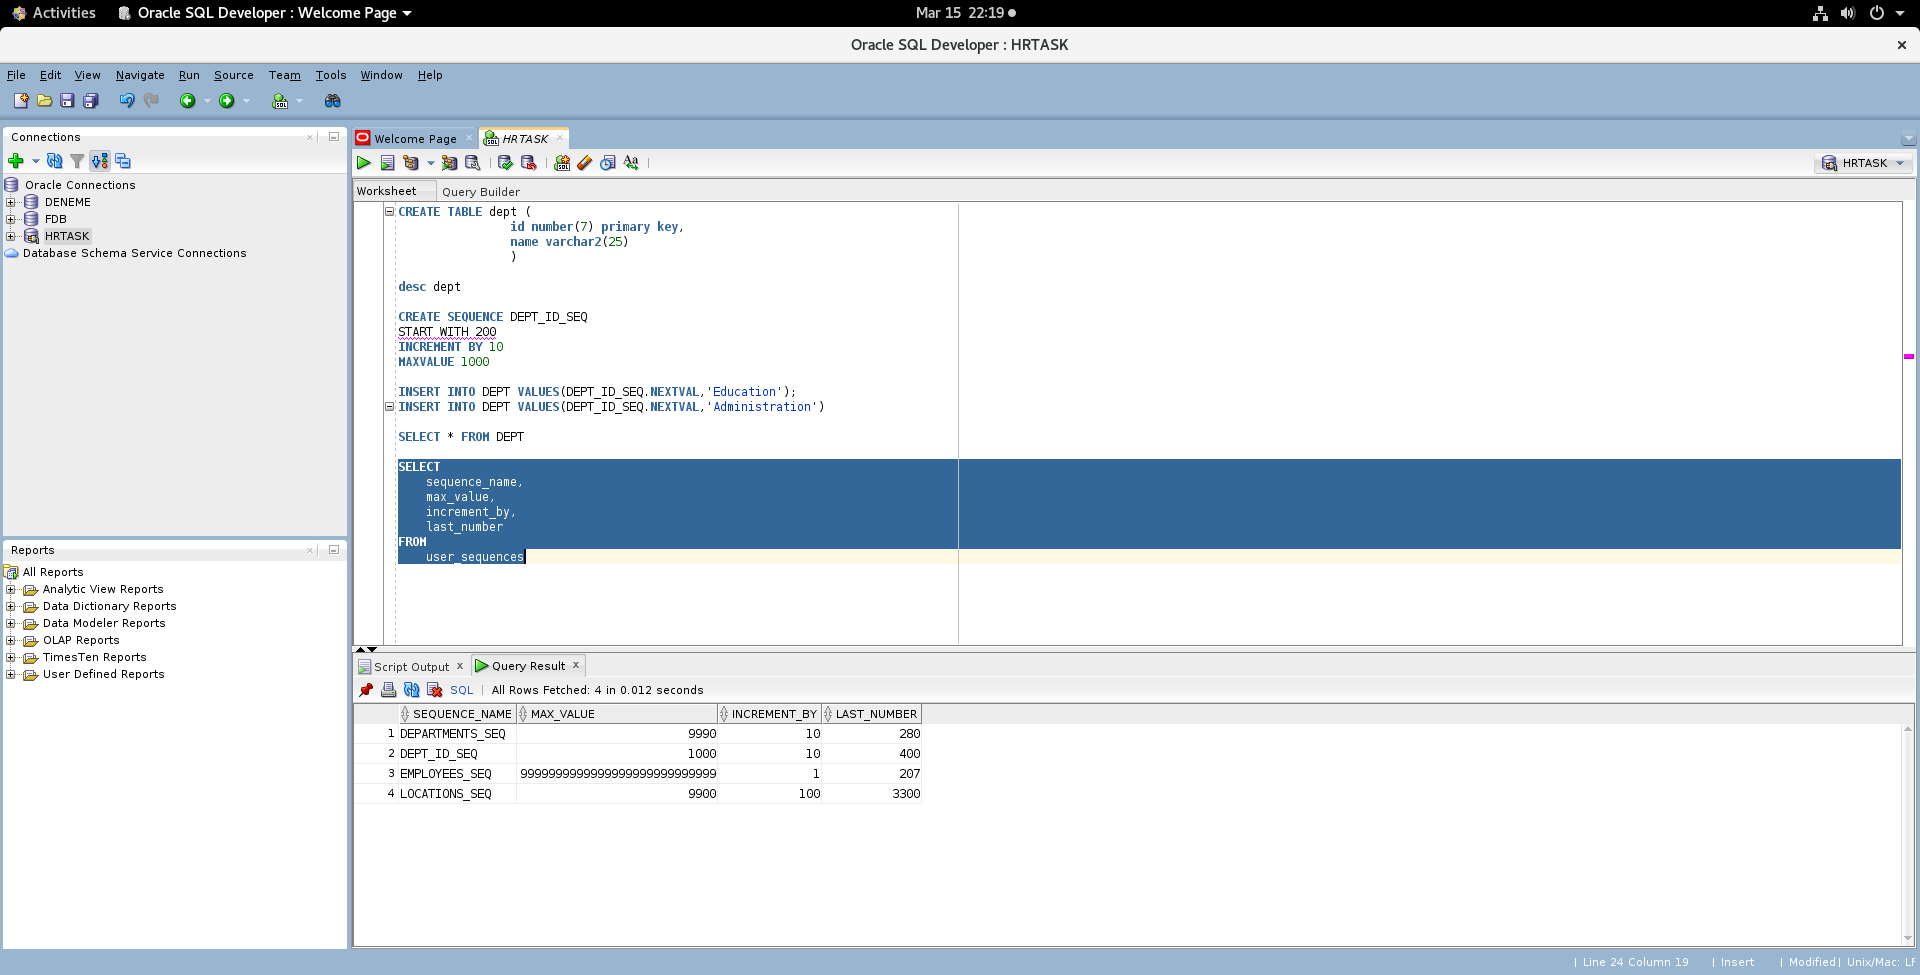 Activities
Oracle SQL Developer : Welcome Page
Mar 15 22:19
Oracle SQL Developer : HRTASK
File Edit View Navigate Run Source Team Tools Window Help
Connections
Oracle Connections
DENEME
FDB
HRTASK
Database Schema Service Connections
Reports
All Reports
Analytic View Reports
Data Dictionary Reports
Data Modeler Reports
OLAP Reports
TimesTen Reports
User Defined Reports
Welcome Page
HRTASK
HRTASK
Worksheet
Query Builder
CREATE TABLE dept (
id number(7) primary key,
name varchar2(25)
)
desc dept
CREATE SEQUENCE DEPT_ID_SEQ
START WITH 200
INCREMENT BY 10
MAXVALUE 1000
INSERT INTO DEPT VALUES(DEPT_ID_SEQ.NEXTVAL,'Education');
INSERT INTO DEPT VALUES(DEPT_ID_SEQ.NEXTVAL,'Administration')
SELECT * FROM DEPT
SELECT
sequence_name,
max_value,
increment_by,
last_number
FROM
user_sequences
Script Output x
Query Result x
SQL | All Rows Fetched: 4 in 0.012 seconds
SEQUENCE_NAME MAX_VALUE INCREMENT_BY LAST_NUMBER
1 DEPARTMENTS_SEQ 9990 10 280
2 DEPT_ID_SEQ 1000 10 400
3 EMPLOYEES_SEQ 9999999999999999999999999999 1 207
4 LOCATIONS_SEQ 9900 100 3300
| Line 24 Column 19 | Insert | Modified | Unix/Mac: LF